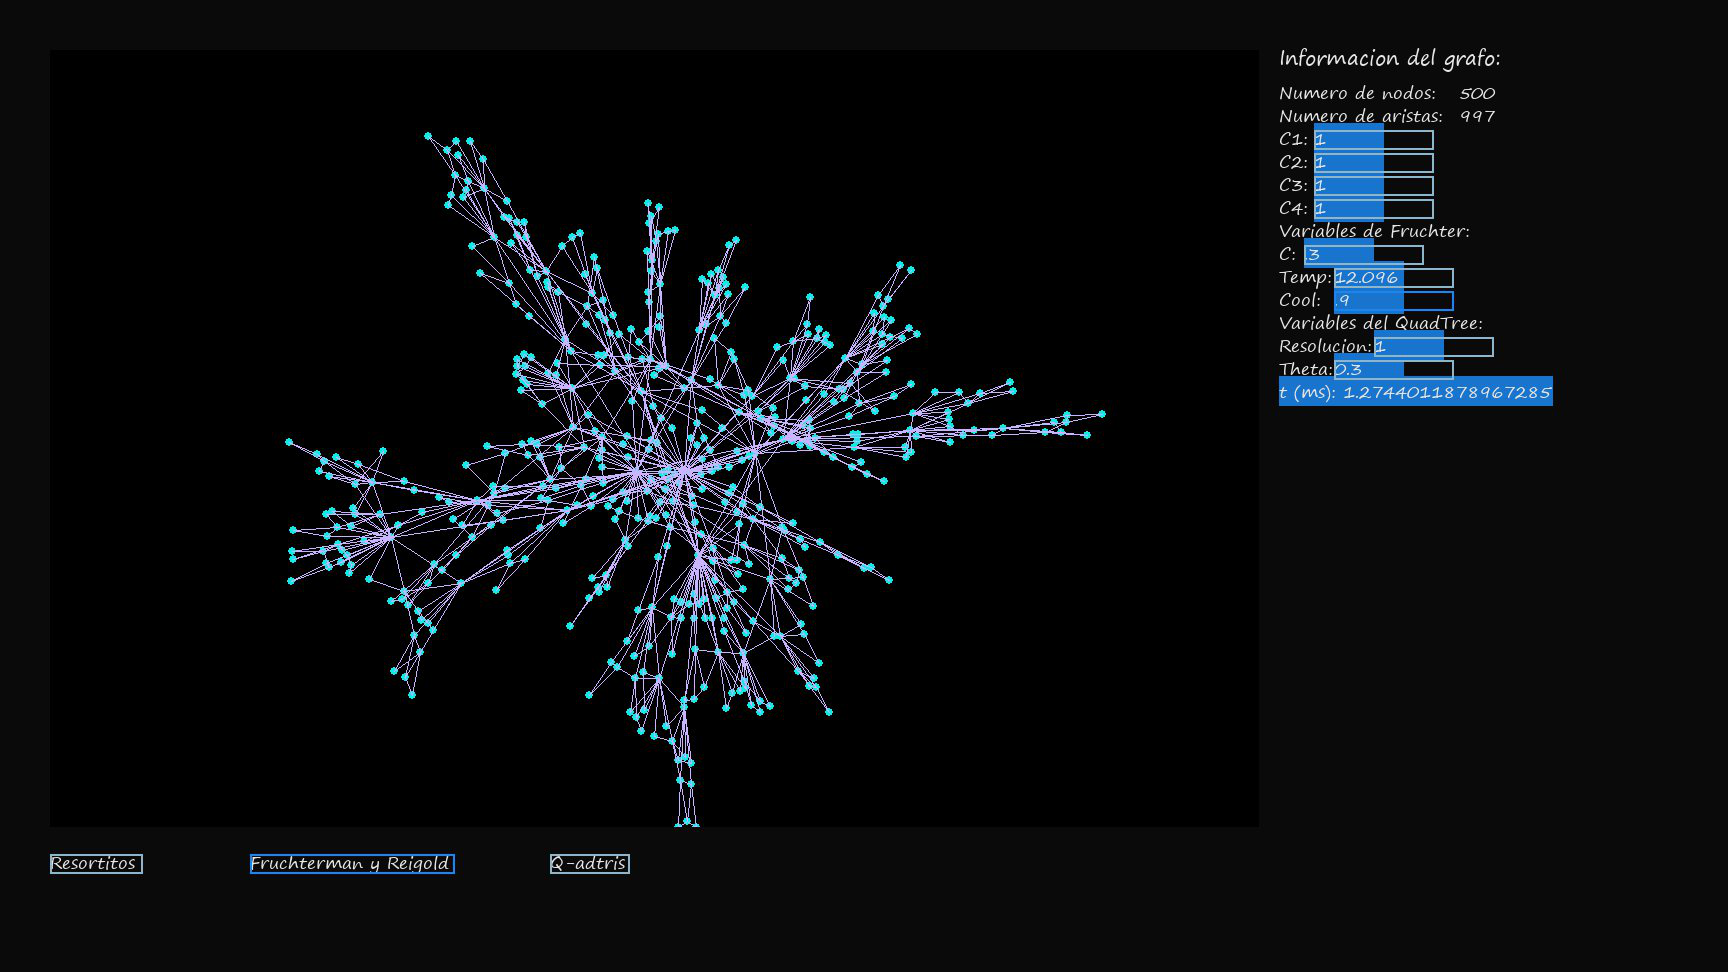 Informacion del grafo:
Numero de nodos: 500
Numero de aristas: 997
C1: 1
C2: 1
C3: 1
C4: 1
Variables de Fruchter:
C: .3
Temp: 12.096
Cool: .9
Variables del QuadTree:
Resolucion: 1
Theta: 0.3
t (ms): 1.2744011878967285
Resortitos
Fruchterman y Reigold
Q-adtris